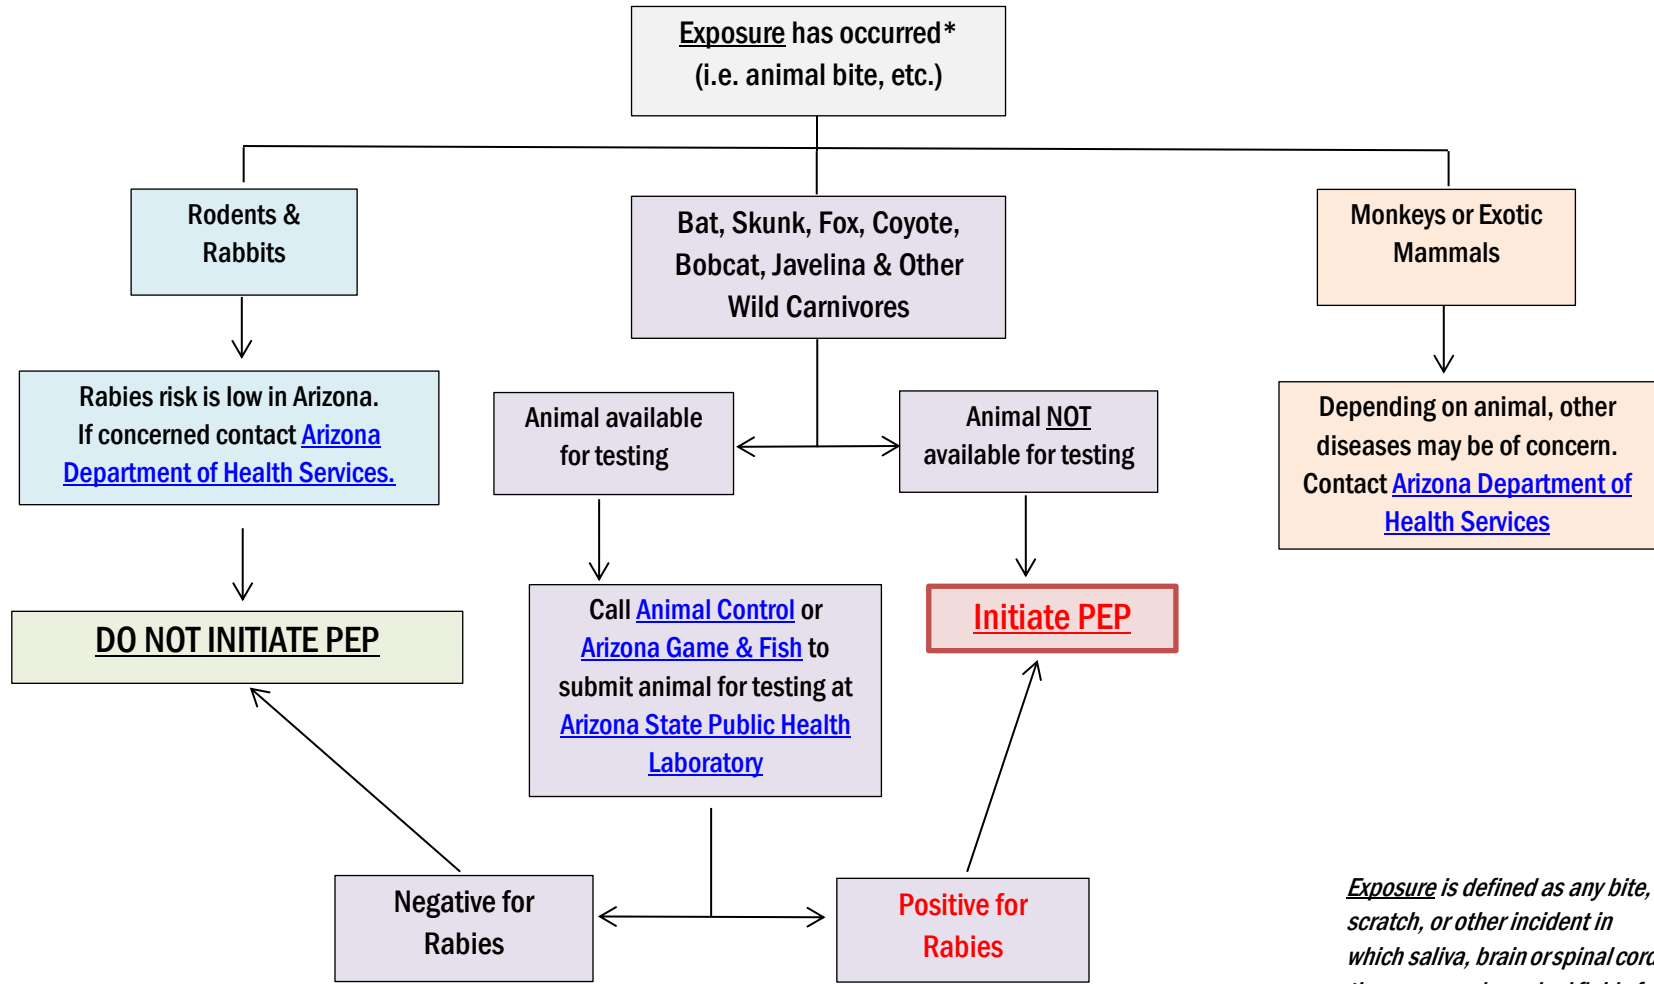 Exposure has occurred*
(i.e. animal bite, etc.)
Rodents &
Rabbits
Bat, Skunk, Fox, Coyote,
Bobcat, Javelina & Other
Wild Carnivores
Monkeys or Exotic
Mammals
Rabies risk is low in Arizona.
If concerned contact Arizona
Department of Health Services.
Animal available
for testing
Animal NOT
available for testing
Depending on animal, other
diseases may be of concern.
Contact Arizona Department of
Health Services
DO NOT INITIATE PEP
Call Animal Control or
Arizona Game & Fish to
submit animal for testing at
Arizona State Public Health
Laboratory
Initiate PEP
Negative for
Rabies
Positive for
Rabies
Exposure is defined as any bite,
scratch, or other incident in
which saliva, brain or spinal cord